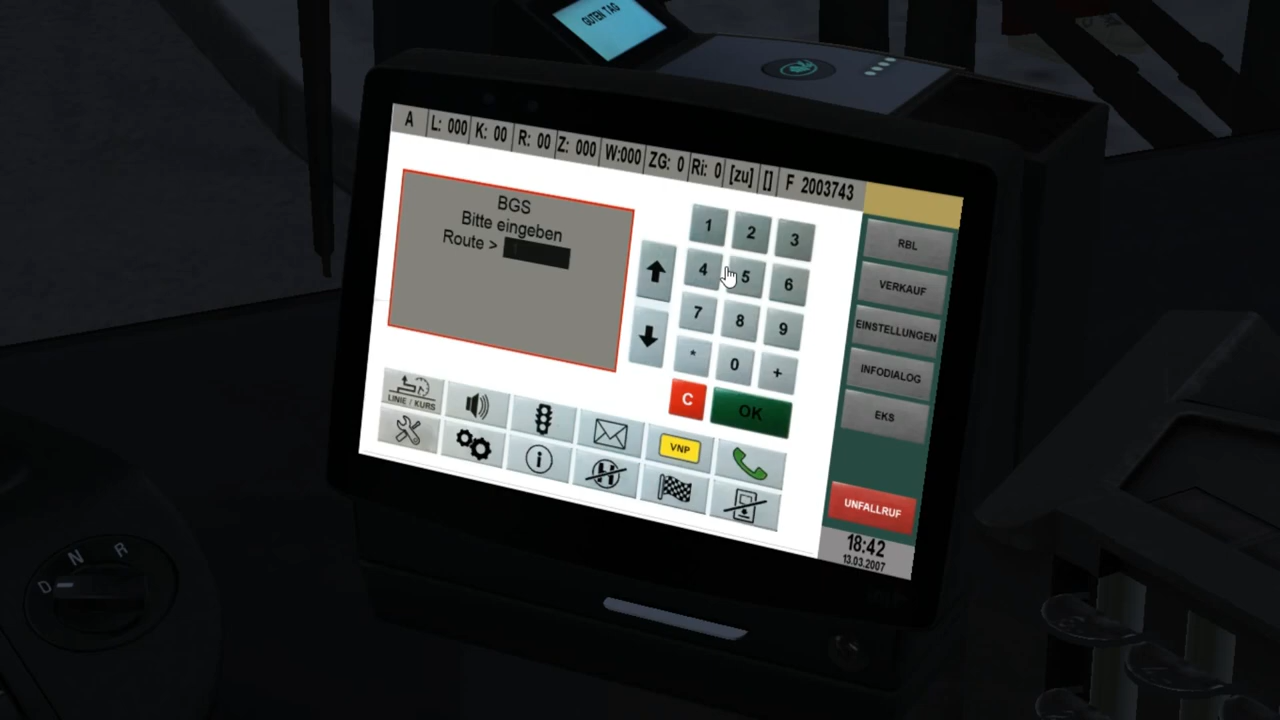 GUTEN TAG
A L: 000 K: 00 R: 00 Z: 000 W:000 ZG: 0 Ri: 0 [zu] [] F 2003743
BGS
Bitte eingeben
Route >
1 2 3
4 5 6
7 8 9
* 0 +
C OK
RBL
VERKAUF
EINSTELLUNGEN
INFODIALOG
EKS
UNFALLRUF
18:42
13.03.2007
LINIE / KURS
VNP
D N R